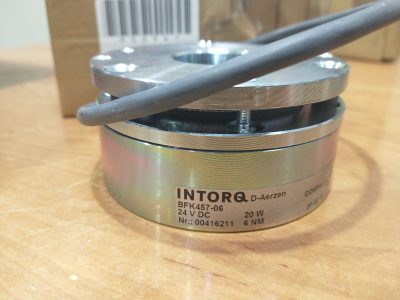 INTORQ D-Aerzen
BFK457-06
24 V DC 20 W
Nr.: 00416211 6 NM